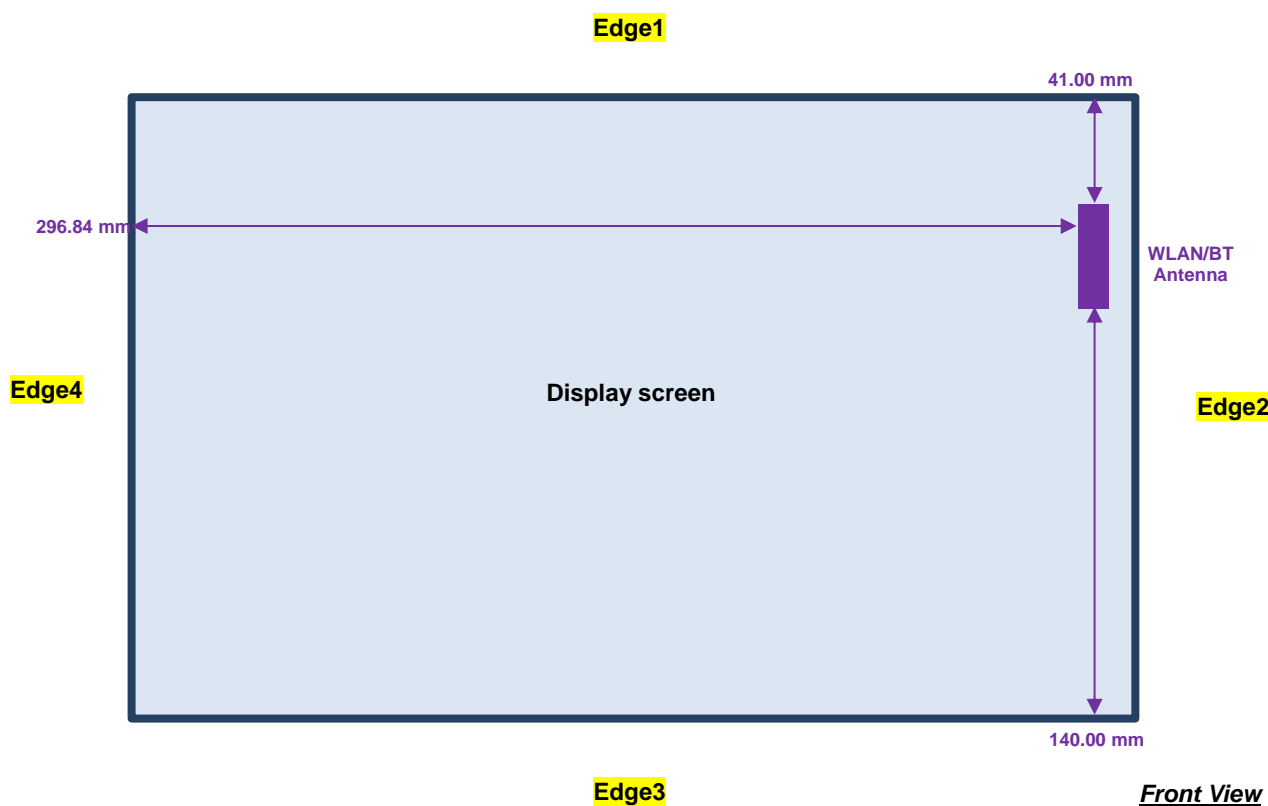 Edge1
41.00 mm
296.84 mm
WLAN/BT
Antenna
Edge4
Display screen
Edge2
140.00 mm
Edge3
Front View